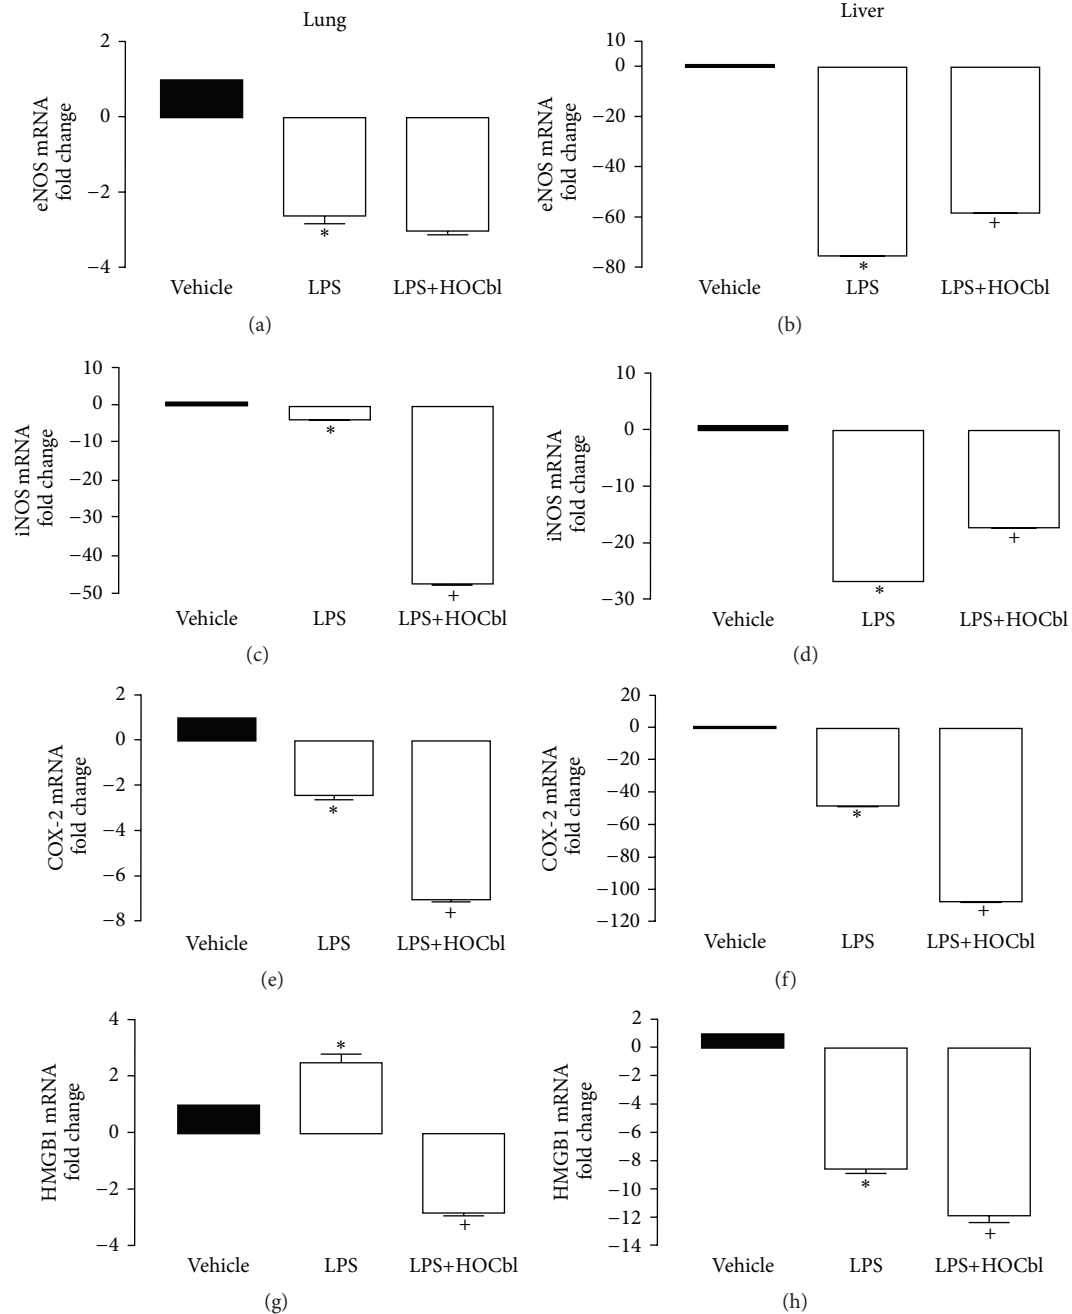 Lung
Liver
eNOS mRNA
fold change
2
0
−2
−4
*
Vehicle
LPS
LPS+HOCbl
(a)
eNOS mRNA
fold change
10
0
−20
−40
−60
−80
*
+
Vehicle
LPS
LPS+HOCbl
(b)
iNOS mRNA
fold change
10
0
−10
−20
−30
−40
−50
*
+
Vehicle
LPS
LPS+HOCbl
(c)
iNOS mRNA
fold change
10
0
−10
−20
−30
*
+
Vehicle
LPS
LPS+HOCbl
(d)
COX-2 mRNA
fold change
2
0
−2
−4
−6
−8
*
+
Vehicle
LPS
LPS+HOCbl
(e)
COX-2 mRNA
fold change
20
0
−20
−40
−60
−80
−100
−120
*
+
Vehicle
LPS
LPS+HOCbl
(f)
HMGB1 mRNA
fold change
4
2
0
−2
−4
*
+
Vehicle
LPS
LPS+HOCbl
(g)
HMGB1 mRNA
fold change
2
0
−2
−4
−6
−8
−10
−12
−14
*
+
Vehicle
LPS
LPS+HOCbl
(h)